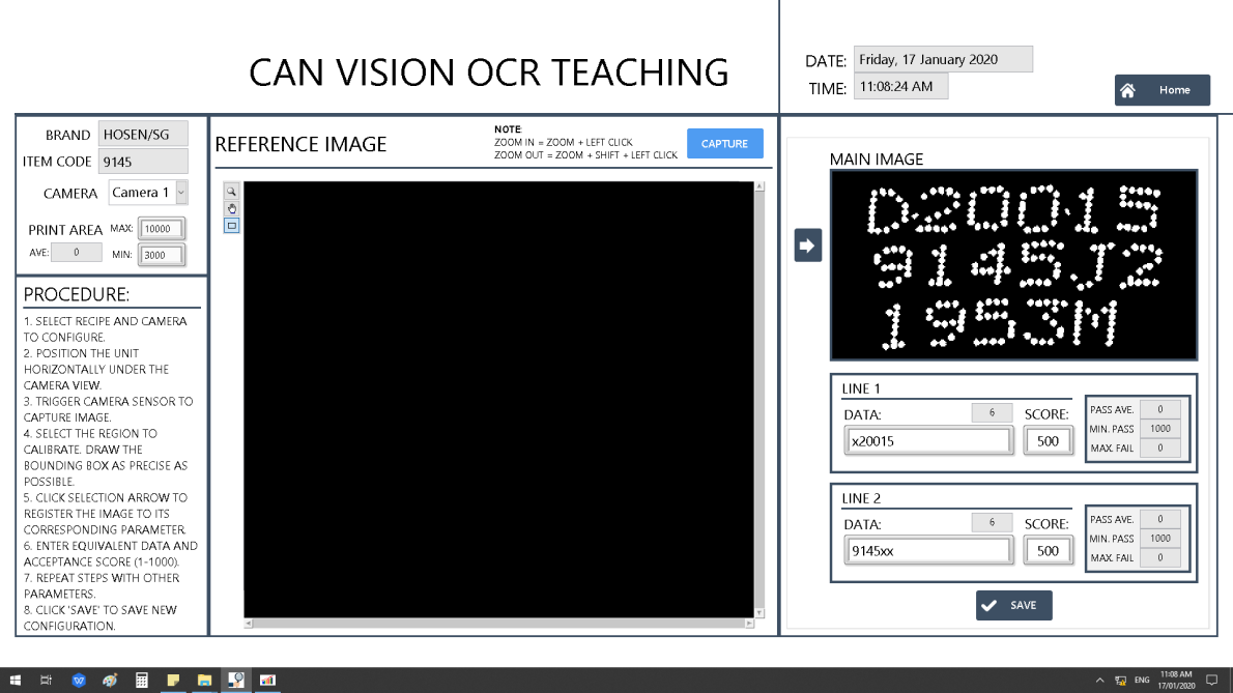 CAN VISION OCR TEACHING
DATE: Friday, 17 January 2020
TIME: 11:08:24 AM
Home
BRAND HOSEN/SG
ITEM CODE 9145
CAMERA Camera 1
PRINT AREA MAX: 10000
AVE: 0 MIN: 3000
PROCEDURE:
1. SELECT RECIPE AND CAMERA
TO CONFIGURE.
2. POSITION THE UNIT
HORIZONTALLY UNDER THE
CAMERA VIEW.
3. TRIGGER CAMERA SENSOR TO
CAPTURE IMAGE.
4. SELECT THE REGION TO
CALIBRATE. DRAW THE
BOUNDING BOX AS PRECISE AS
POSSIBLE.
5. CLICK SELECTION ARROW TO
REGISTER THE IMAGE TO ITS
CORRESPONDING PARAMETER.
6. ENTER EQUIVALENT DATA AND
ACCEPTANCE SCORE (1-1000).
7. REPEAT STEPS WITH OTHER
PARAMETERS.
8. CLICK 'SAVE' TO SAVE NEW
CONFIGURATION.
REFERENCE IMAGE
NOTE:
ZOOM IN = ZOOM + LEFT CLICK
ZOOM OUT = ZOOM + SHIFT + LEFT CLICK
CAPTURE
MAIN IMAGE
D20015
9145J2
1953M
LINE 1
DATA: 6 SCORE:
x20015 500
PASS AVE. 0
MIN. PASS 1000
MAX. FAIL 0
LINE 2
DATA: 6 SCORE:
9145xx 500
PASS AVE. 0
MIN. PASS 1000
MAX. FAIL 0
SAVE
ENG
11:08 AM
17/01/2020